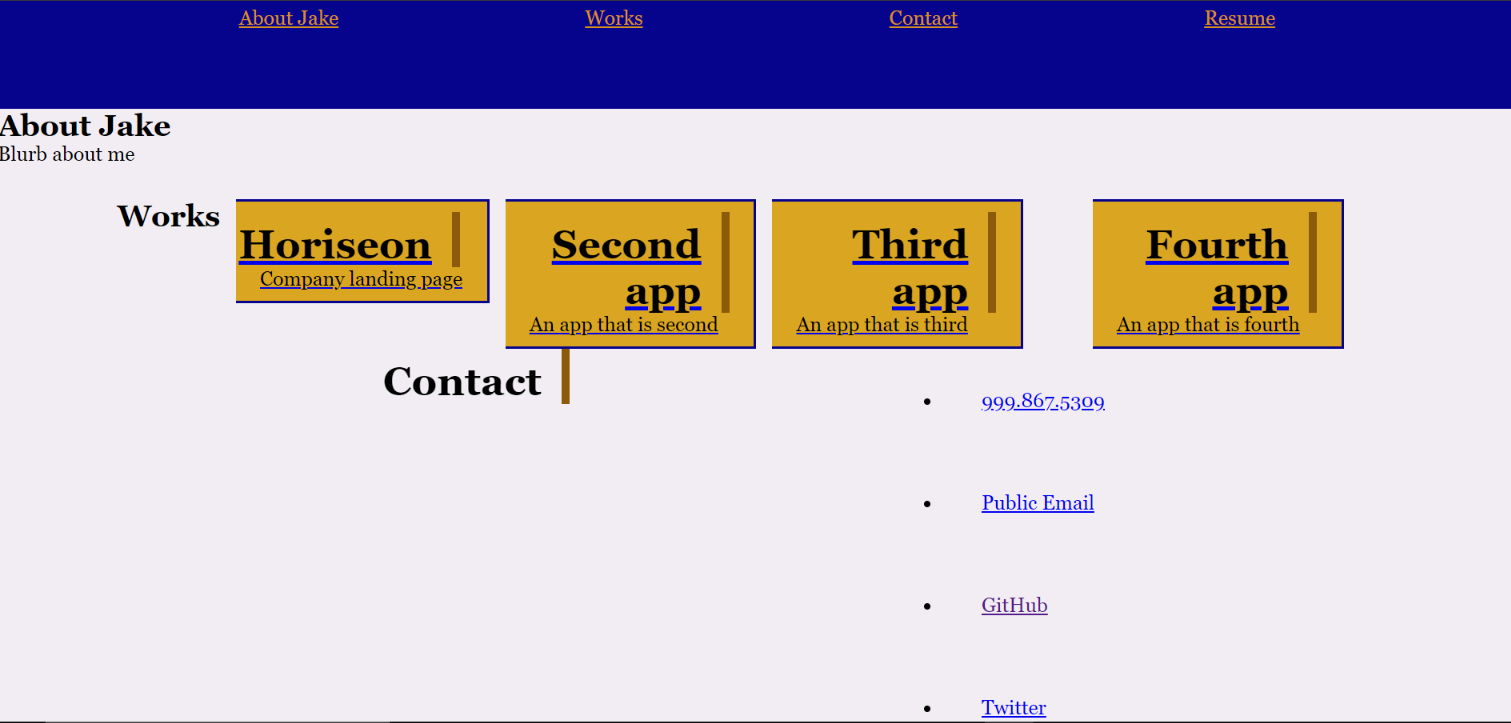 About Jake
Works
Contact
Resume
About Jake
Blurb about me
Works
Horiseon
Company landing page
Second
app
An app that is second
Third
app
An app that is third
Fourth
app
An app that is fourth
Contact
999.867.5309
Public Email
GitHub
Twitter